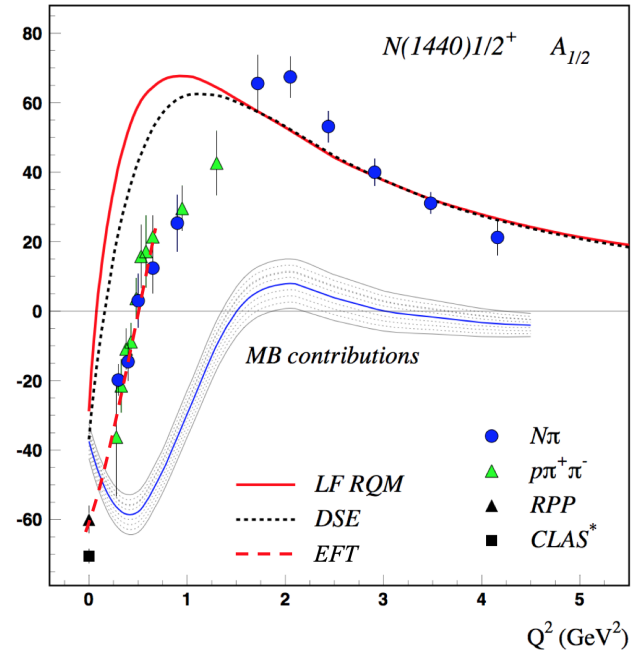 80
N(1440)1/2⁺ A₁/₂
60
40
20
0
MB contributions
-20
-40
Nπ
pπ⁺π⁻
LF RQM
RPP
DSE
CLAS*
-60
EFT
0 1 2 3 4 5
Q² (GeV²)